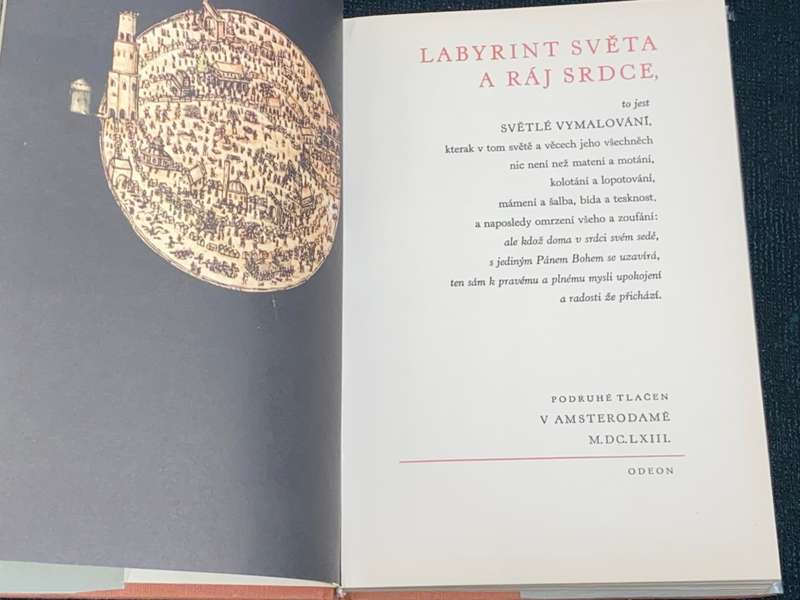 LABYRINT SVĚTA
A RÁJ SRDCE,
to jest
SVĚTLÉ VYMALOVÁNÍ,
kterak v tom světě a věcech jeho všechněch
nic není než matení a motání,
kolotání a lopotování,
mámení a šalba, bída a tesknost,
a naposledy omrzení všeho a zoufání:
ale kdož doma v srdci svém sedě,
s jediným Pánem Bohem se uzavírá,
ten sám k pravému a plnému mysli upokojení
a radosti že přichází.
PODRUHÉ TLAČEN
V AMSTERODAMĚ
M.DC.LXIII.
ODEON